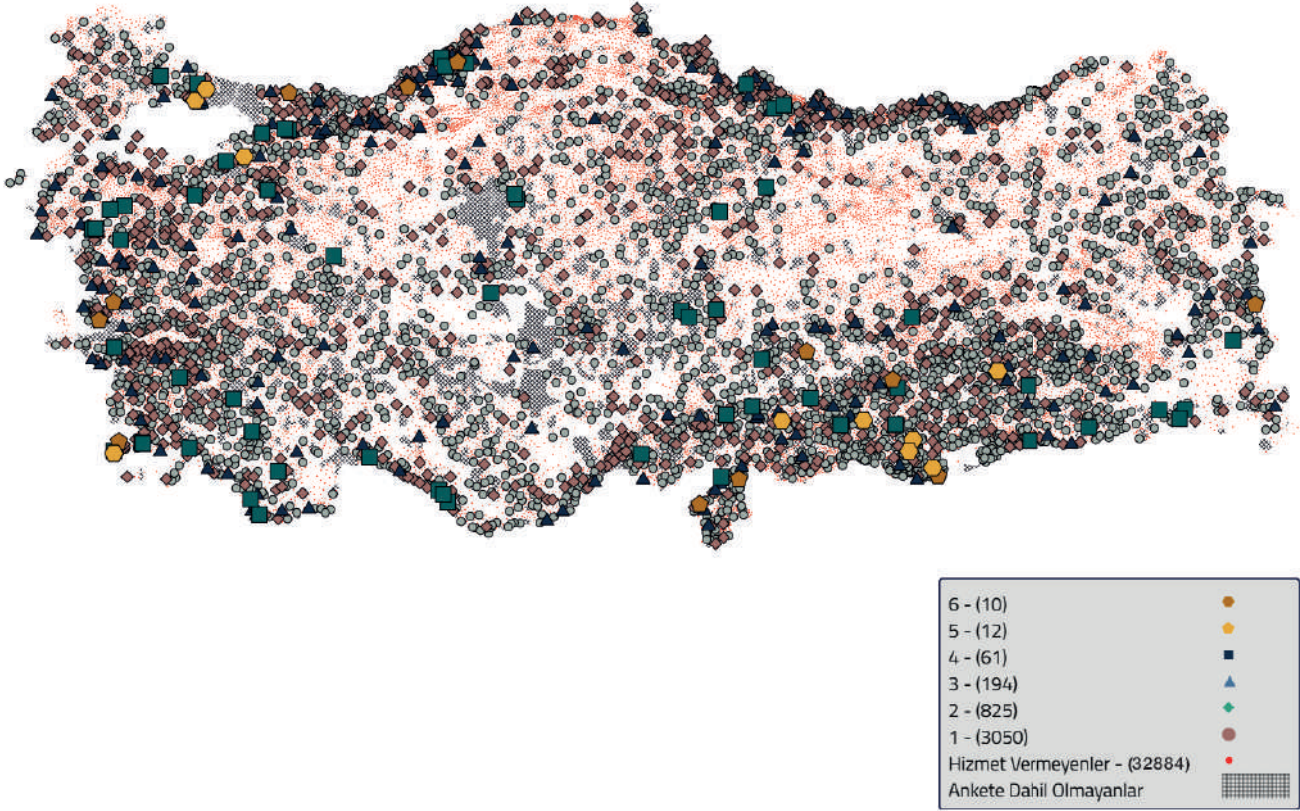 6 - (10)
5 - (12)
4 - (61)
3 - (194)
2 - (825)
1 - (3050)
Hizmet Vermeyenler - (32884)
Ankete Dahil Olmayanlar